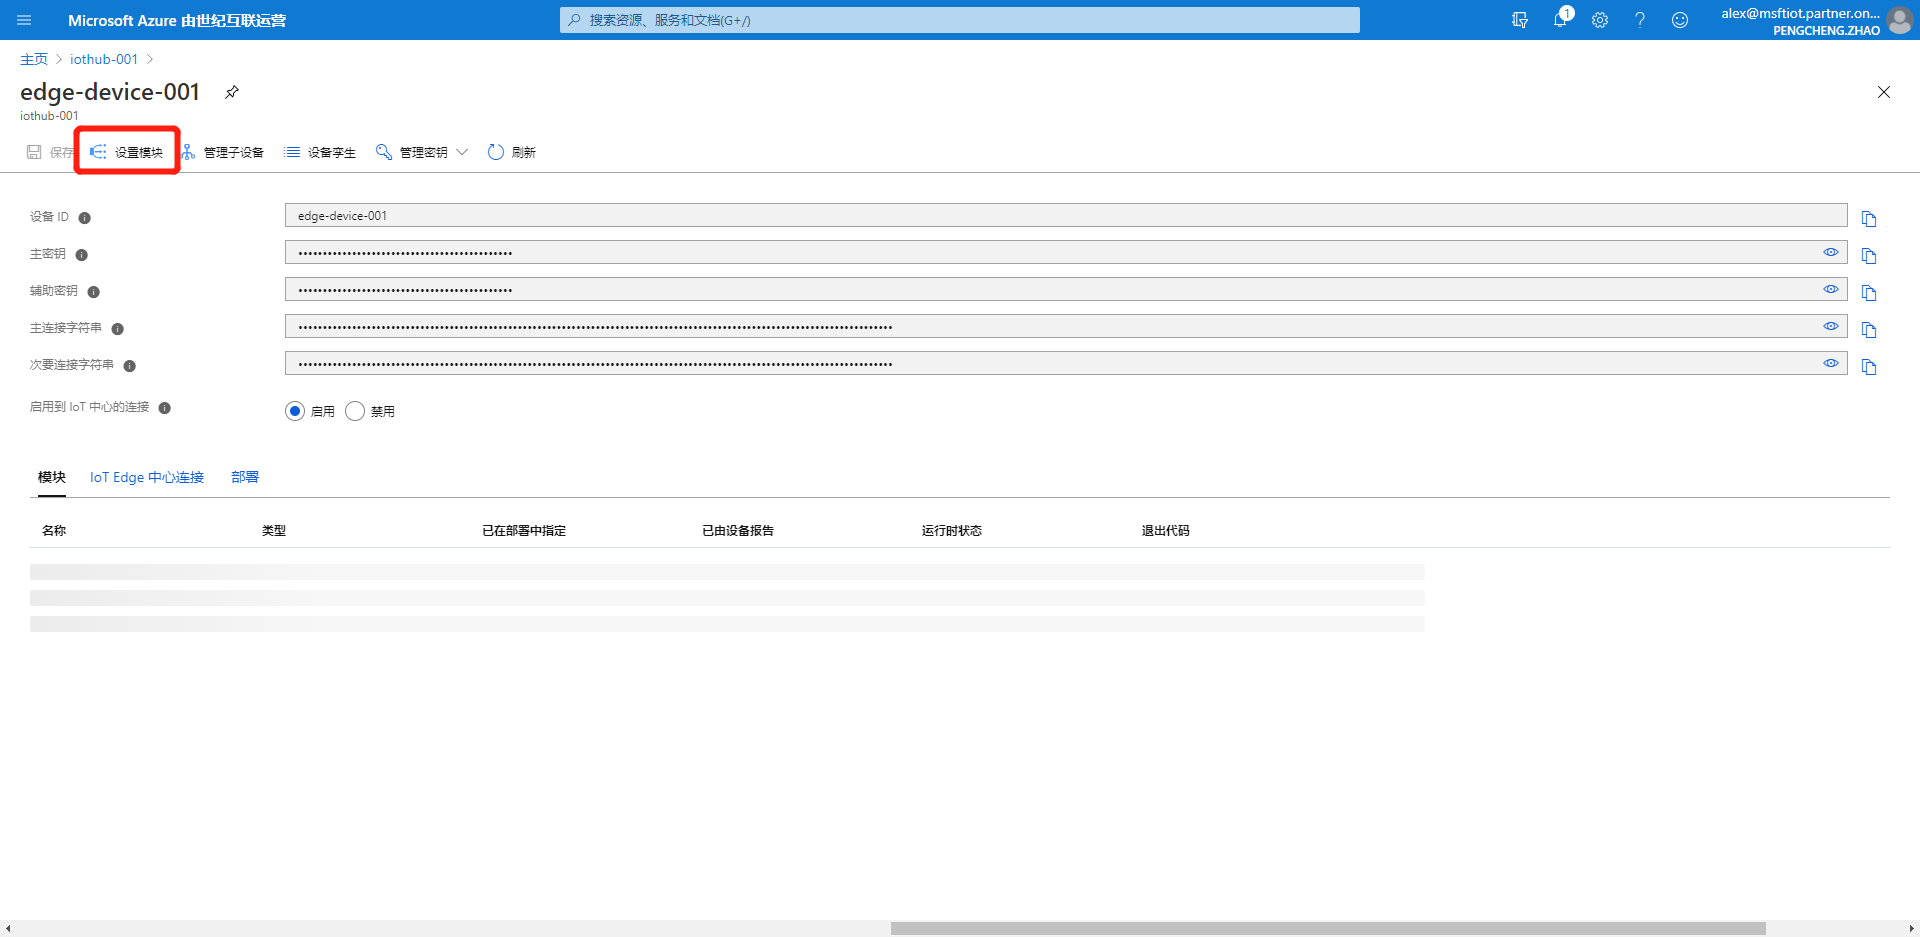 Microsoft Azure 由世纪互联运营
搜索资源、服务和文档(G+/)
1
alex@msftiot.partner.on...
PENGCHENG.ZHAO
主页 > iothub-001 >
edge-device-001
iothub-001
保存 设置模块 管理子设备 设备孪生 管理密钥 刷新
设备 ID edge-device-001
主密钥
辅助密钥
主连接字符串
次要连接字符串
启用到 IoT 中心的连接 启用 禁用
模块 IoT Edge 中心连接 部署
名称 类型 已在部署中指定 已由设备报告 运行时状态 退出代码